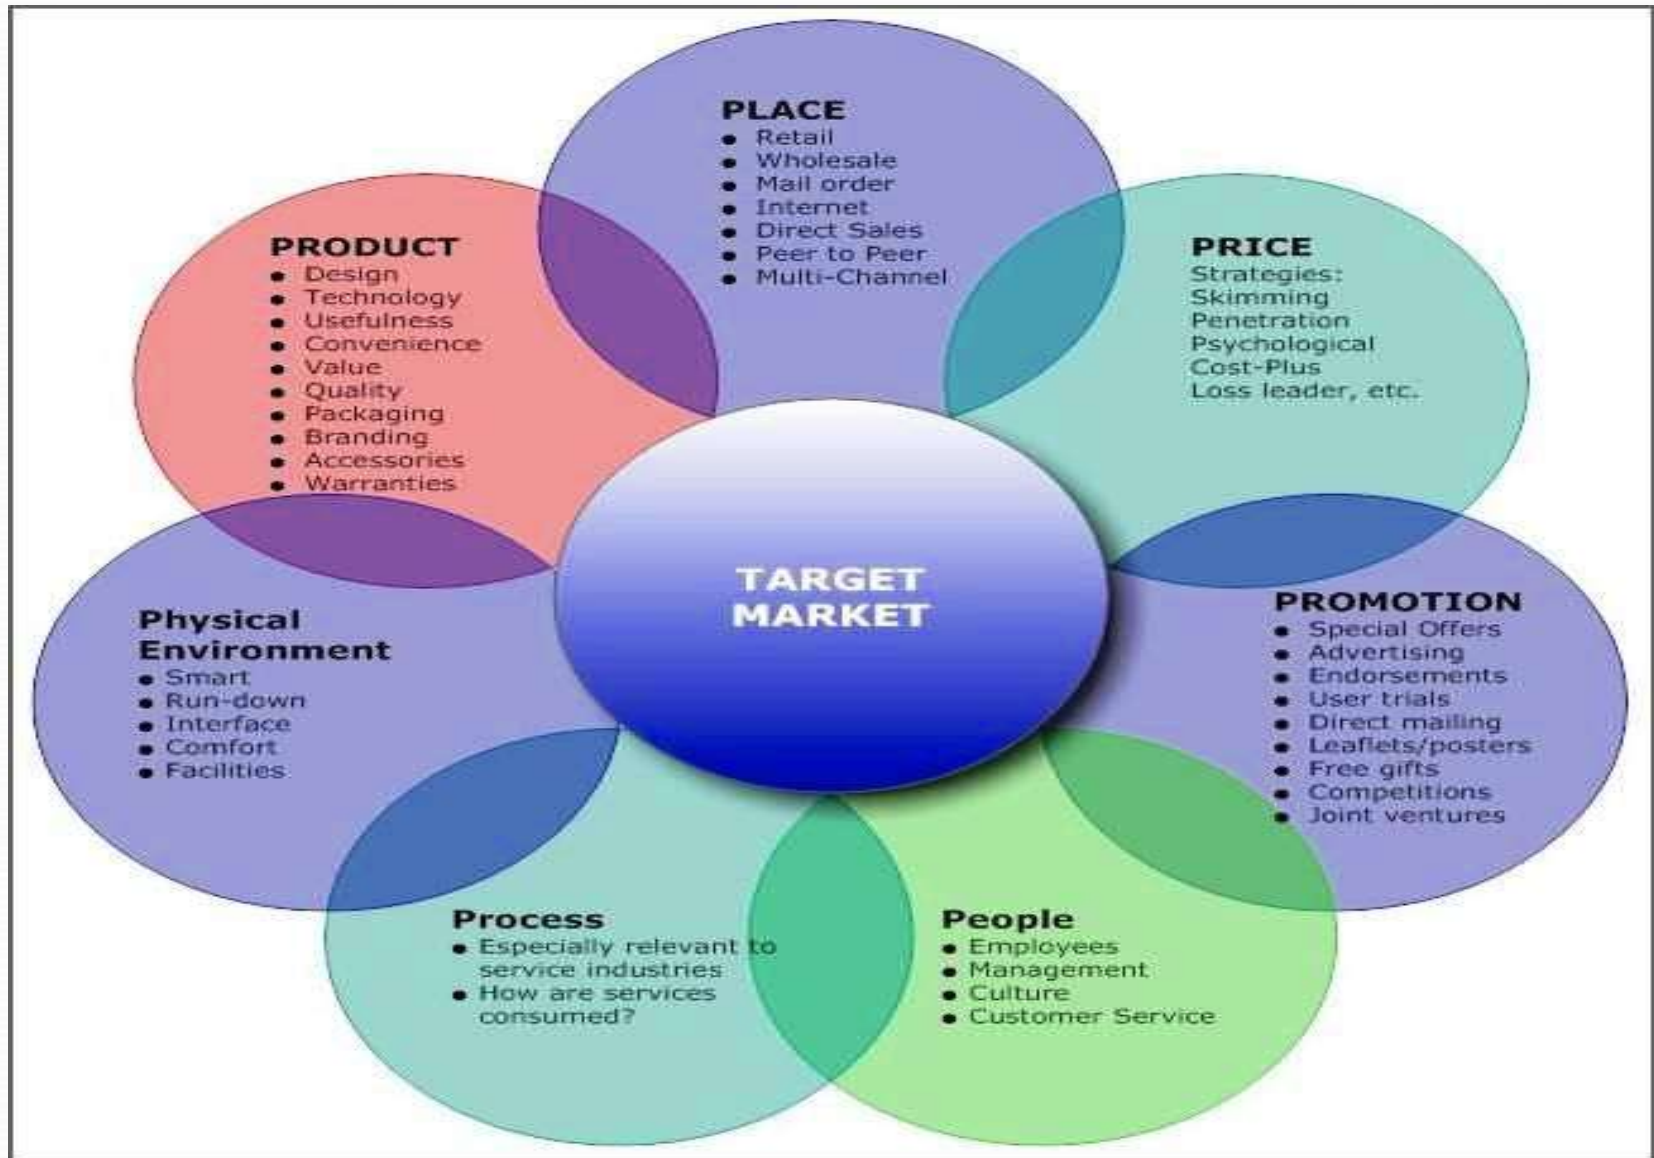 PLACE
● Retail
● Wholesale
● Mail order
● Internet
● Direct Sales
● Peer to Peer
● Multi-Channel
PRODUCT
● Design
● Technology
● Usefulness
● Convenience
● Value
● Quality
● Packaging
● Branding
● Accessories
● Warranties
PRICE
Strategies:
Skimming
Penetration
Psychological
Cost-Plus
Loss leader, etc.
TARGET
MARKET
Physical
Environment
● Smart
● Run-down
● Interface
● Comfort
● Facilities
PROMOTION
● Special Offers
● Advertising
● Endorsements
● User trials
● Direct mailing
● Leaflets/posters
● Free gifts
● Competitions
● Joint ventures
Process
● Especially relevant to
service industries
● How are services
consumed?
People
● Employees
● Management
● Culture
● Customer Service